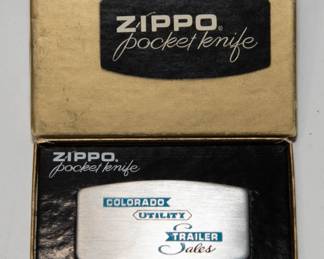 ZIPPO®
pocket knife
ZIPPO®
pocket knife
COLORADO
UTILITY
TRAILER
Sales